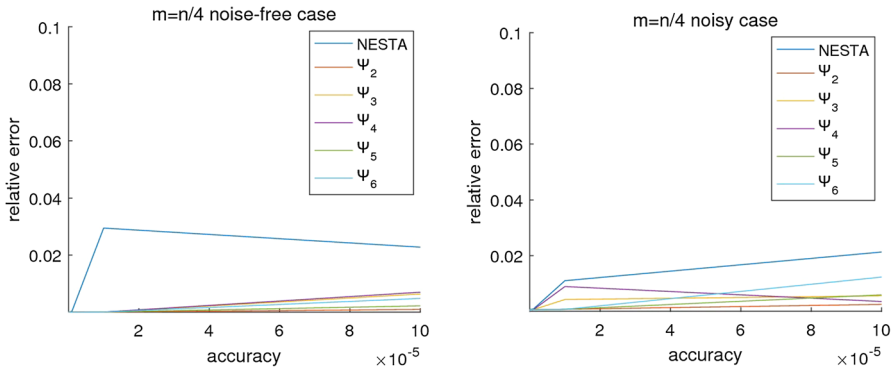 m=n/4 noise-free case
0.1
0.08
0.06
0.04
0.02
relative error
NESTA
Ψ2
Ψ3
Ψ4
Ψ5
Ψ6
2 4 6 8 10
accuracy
×10-5
m=n/4 noisy case
0.1
0.08
0.06
0.04
0.02
relative error
NESTA
Ψ2
Ψ3
Ψ4
Ψ5
Ψ6
2 4 6 8 10
accuracy
×10-5